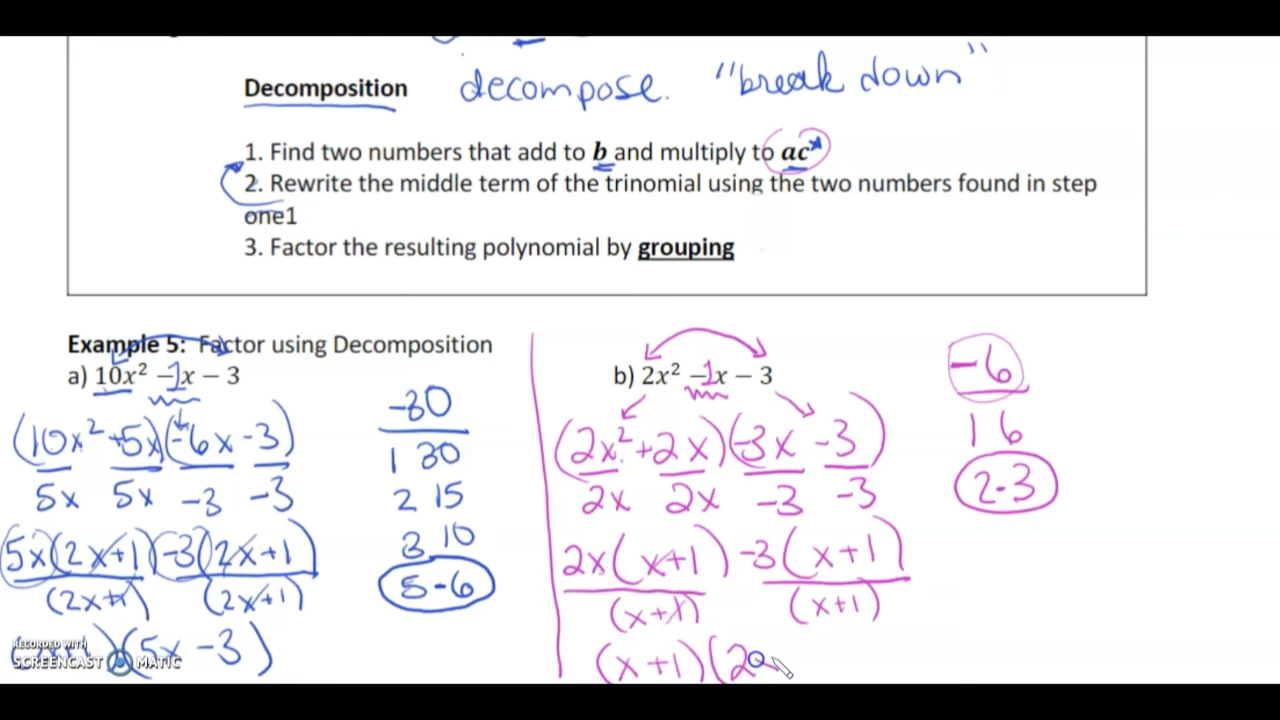 Decomposition decompose. "break down"
1. Find two numbers that add to b and multiply to ac*
2. Rewrite the middle term of the trinomial using the two numbers found in step
one1
3. Factor the resulting polynomial by grouping
Example 5: Factor using Decomposition
a) 10x² -1x - 3
-30
(10x² +5x)(-6x -3)
1 30
5x 5x -3 -3
2 15
3 10
5x(2x+1) -3(2x+1)
5 -6
(2x+1) (2x+1)
)(5x -3)
b) 2x² -1x - 3
-6
(2x² +2x)(-3x -3)
1 6
2x 2x -3 -3
2 -3
2x(x+1) -3(x+1)
(x+1) (x+1)
(x+1)(2
RECORDED WITH
SCREENCAST MATIC